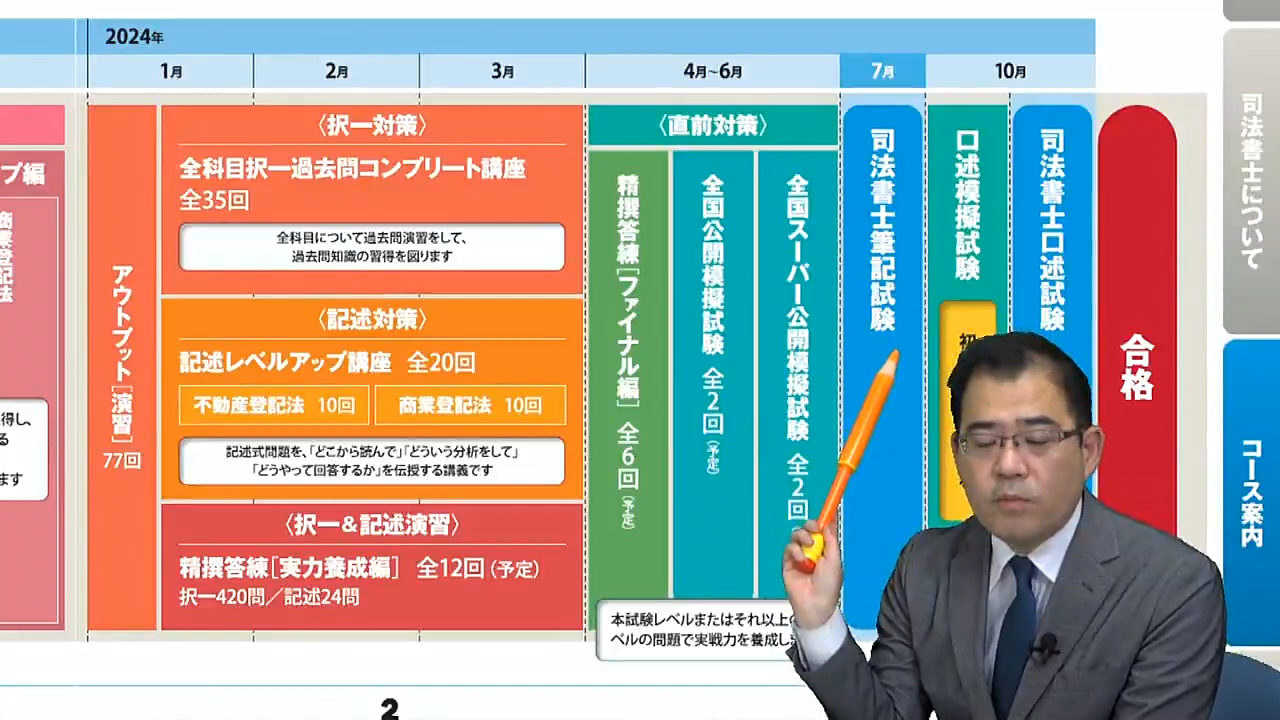 2024年
1月
2月
3月
4月~6月
7月
10月
プ編
商業登記法
得し、
る
ます
アウトプット[演習]
77回
〈択一対策〉
全科目択一過去問コンプリート講座
全35回
全科目について過去問演習をして、
過去問知識の習得を図ります
〈記述対策〉
記述レベルアップ講座 全20回
不動産登記法 10回
商業登記法 10回
記述式問題を、「どこから読んで」「どういう分析をして」
「どうやって回答するか」を伝授する講義です
〈択一&記述演習〉
精撰答練[実力養成編] 全12回(予定)
択一420問/記述24問
〈直前対策〉
精撰答練[ファイナル編] 全6回(予定)
全国公開模擬試験 全2回(予定)
全国スーパー公開模擬試験 全2回
本試験レベルまたはそれ以上
ベルの問題で実戦力を養成し
司法書士筆記試験
口述模擬試験
司法書士口述試験
合格
司法書士について
コース案内
2